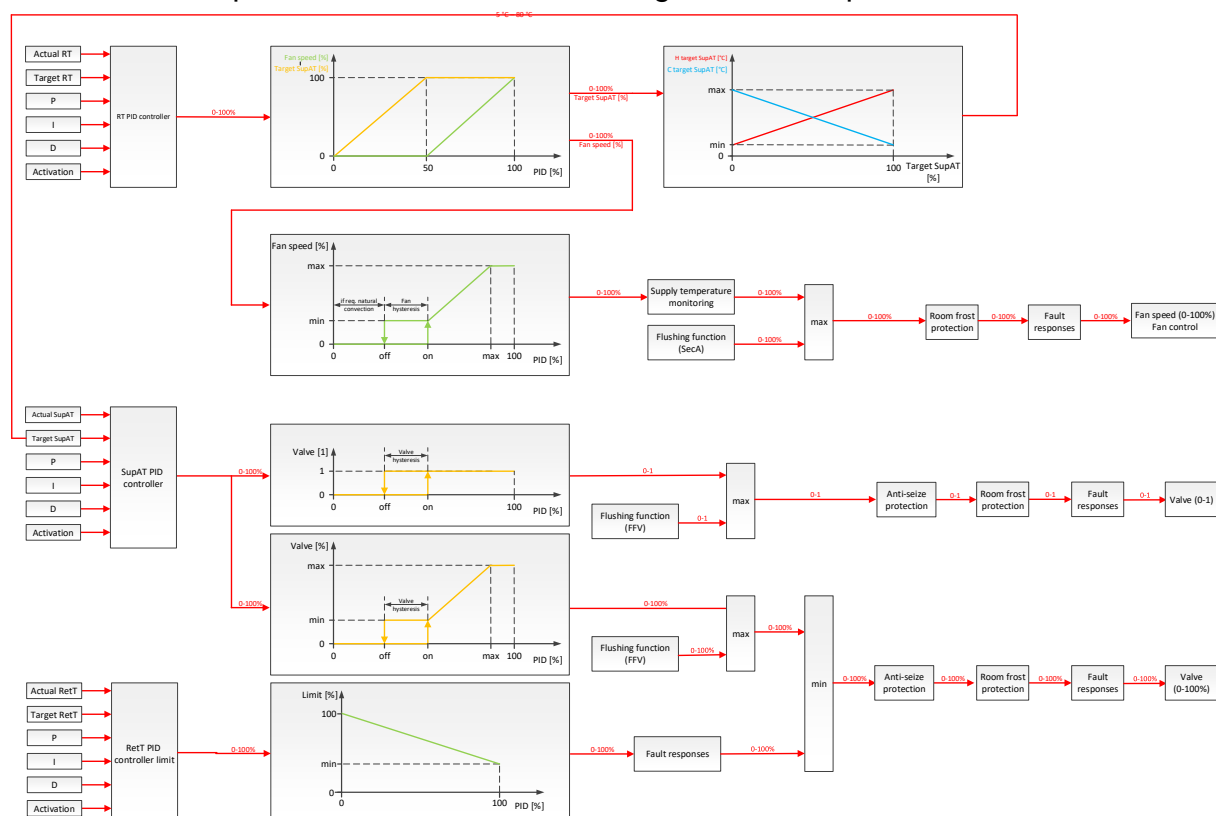 5 °C - 80 °C
Actual RT
Target RT
P
I
D
Activation
RT PID controller
0-100%
Fan speed [%]
Target SupAT [%]
100
0
0
50
100
PID [%]
0-100%
Target SupAT [%]
0-100%
Fan speed [%]
H target SupAT [°C]
C target SupAT [°C]
max
min
0
0
100
Target SupAT
[%]
Fan speed [%]
max
if req. natural
convection
Fan
hysteresis
min
0
0
off
on
max
100
PID [%]
0-100%
Supply temperature
monitoring
0-100%
Flushing function
(SecA)
0-100%
max
0-100%
Room frost
protection
0-100%
Fault
responses
0-100%
Fan speed (0-100%)
Fan control
Actual SupAT
Target SupAT
P
I
D
Activation
SupAT PID
controller
0-100%
0-100%
Valve [1]
Valve
hysteresis
1
0
0
off
on
100
PID [%]
0-1
Flushing function
(FFV)
0-1
max
0-1
Anti-seize
protection
0-1
Room frost
protection
0-1
Fault
responses
0-1
Valve (0-1)
Valve [%]
max
Valve
hysteresis
min
0
0
off
on
max
100
PID [%]
0-100%
Flushing function
(FFV)
0-100%
max
0-100%
min
0-100%
Anti-seize
protection
0-100%
Room frost
protection
0-100%
Fault
responses
0-100%
Valve
(0-100%)
Actual RetT
Target RetT
P
I
D
Activation
RetT PID
controller limit
0-100%
Limit [%]
100
min
0
0
100
PID [%]
0-100%
Fault responses
0-100%